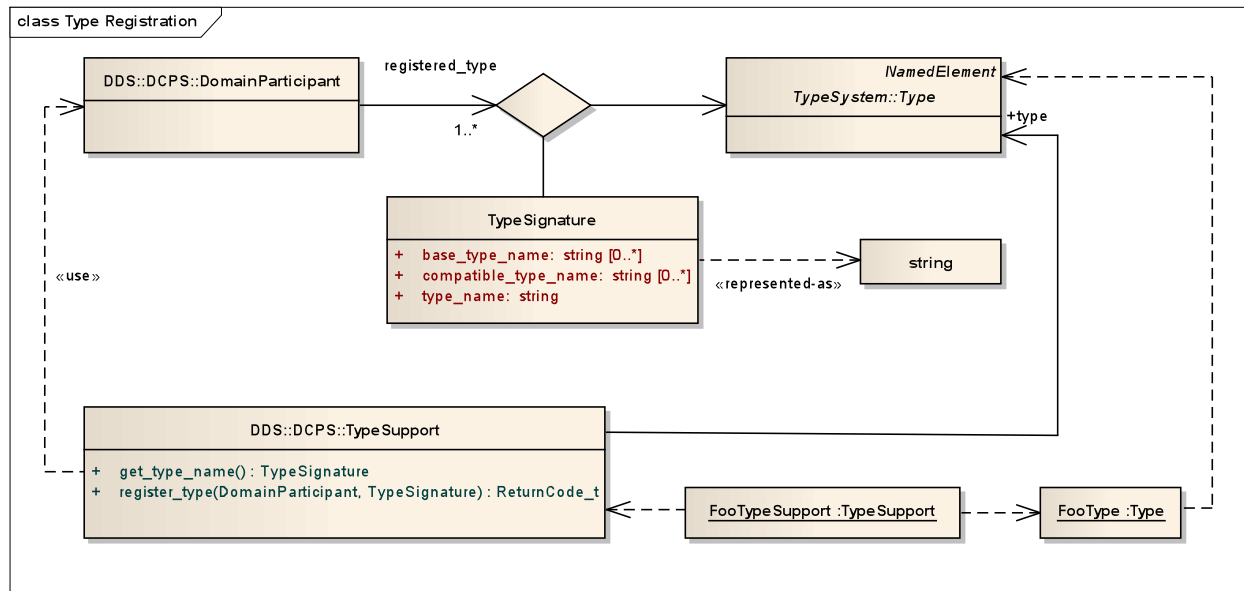 class Type Registration
DDS::DCPS::DomainParticipant
registered_type
1..*
NamedElement
TypeSystem::Type
+type
TypeSignature
+ base_type_name: string [0..*]
+ compatible_type_name: string [0..*]
+ type_name: string
string
«use»
«represented-as»
DDS::DCPS::TypeSupport
+ get_type_name() : TypeSignature
+ register_type(DomainParticipant, TypeSignature) : ReturnCode_t
FooTypeSupport :TypeSupport
FooType :Type